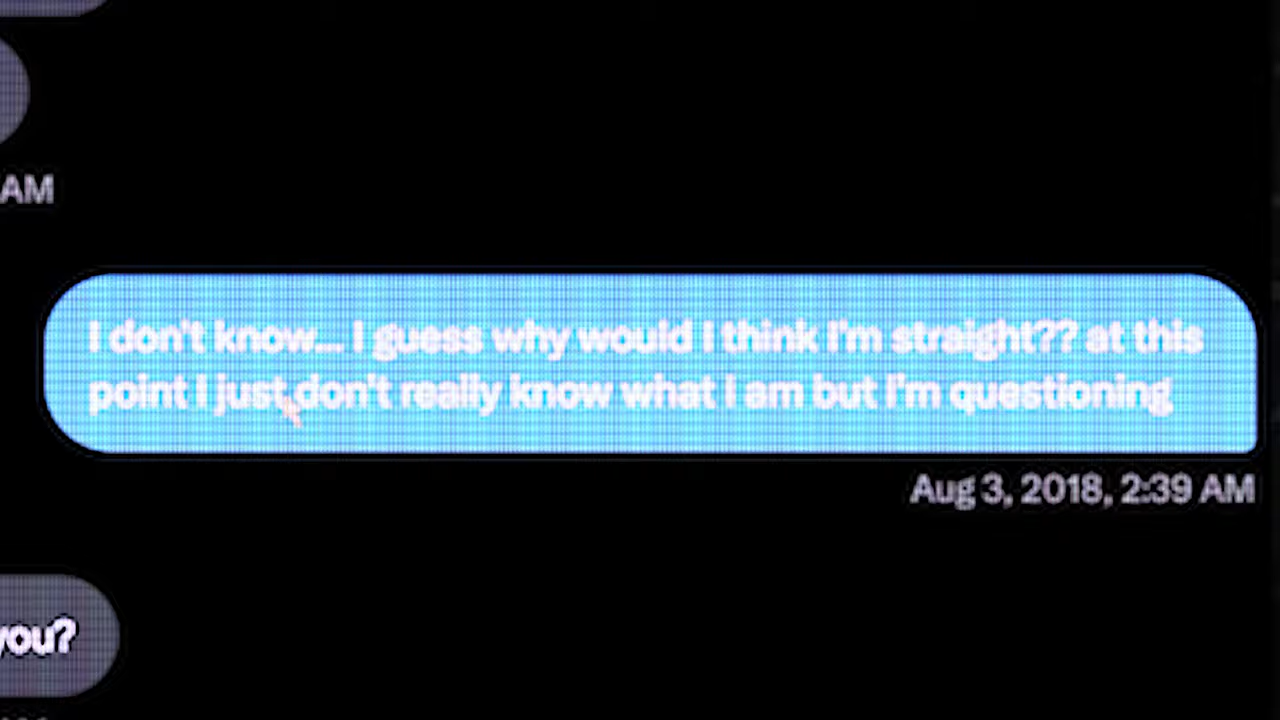 AM
I don't know... I guess why would I think I'm straight?? at this
point I just don't really know what I am but I'm questioning
Aug 3, 2018, 2:39 AM
you?